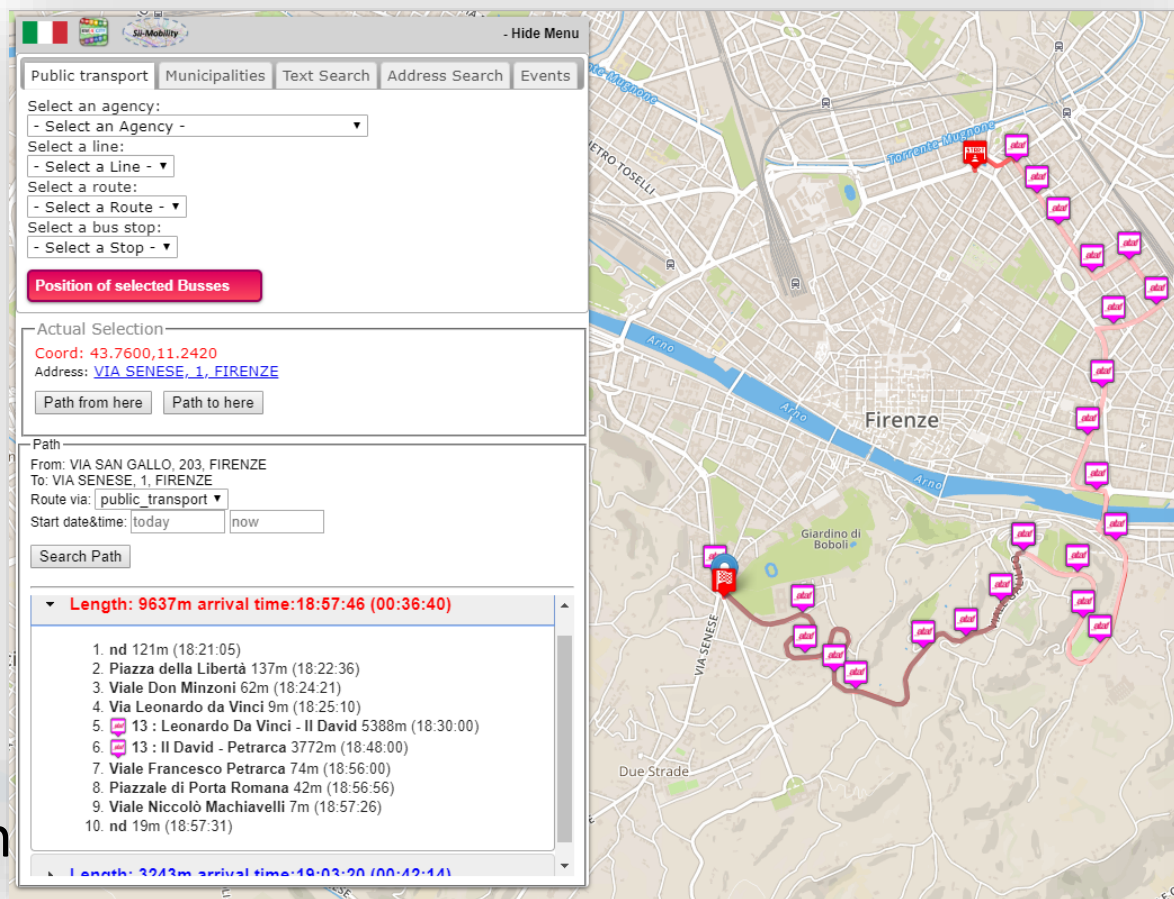 Sii-Mobility
- Hide Menu
Public transport
Municipalities
Text Search
Address Search
Events
Select an agency:
- Select an Agency -
Select a line:
- Select a Line -
Select a route:
- Select a Route -
Select a bus stop:
- Select a Stop -
Position of selected Busses
Actual Selection
Coord: 43.7600,11.2420
Address: VIA SENESE, 1, FIRENZE
Path from here
Path to here
Path
From: VIA SAN GALLO, 203, FIRENZE
To: VIA SENESE, 1, FIRENZE
Route via: public_transport
Start date&time: today now
Search Path
Length: 9637m arrival time:18:57:46 (00:36:40)
1. nd 121m (18:21:05)
2. Piazza della Libertà 137m (18:22:36)
3. Viale Don Minzoni 62m (18:24:21)
4. Via Leonardo da Vinci 9m (18:25:10)
5. 13 : Leonardo Da Vinci - Il David 5388m (18:30:00)
6. 13 : Il David - Petrarca 3772m (18:48:00)
7. Viale Francesco Petrarca 74m (18:56:00)
8. Piazzale di Porta Romana 42m (18:56:56)
9. Viale Niccolò Machiavelli 7m (18:57:26)
10. nd 19m (18:57:31)
Length: 3243m arrival time:19:03:20 (00:42:14)
Mugnone
Torrente Mugnone
START
PIETRO TOSELLI
Arno
Arno
Firenze
Arno
Giardino di
Boboli
VIALE GALILEO
VIA SENESE
Due Strade